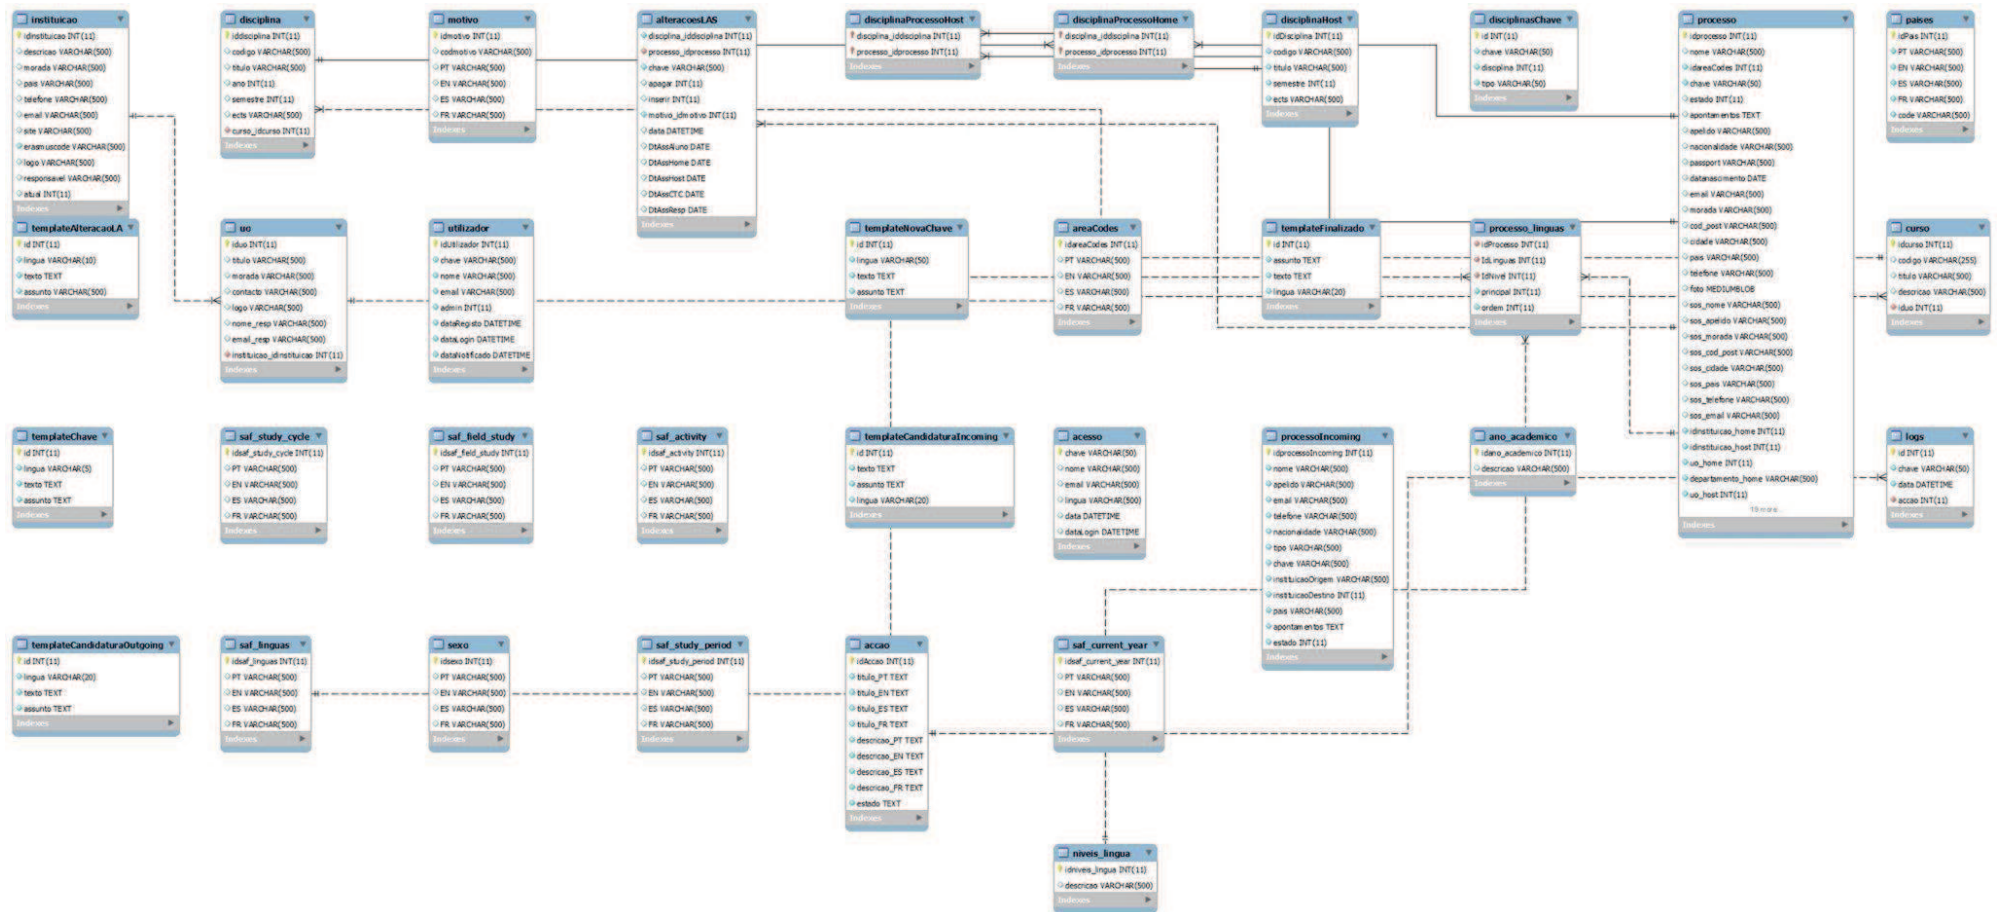 instituicao
idinstituicao INT(11)
descricao VARCHAR(500)
morada VARCHAR(500)
pais VARCHAR(500)
telefone VARCHAR(500)
email VARCHAR(500)
site VARCHAR(500)
erasmuscode VARCHAR(500)
logo VARCHAR(500)
responsavel VARCHAR(500)
atual INT(11)
Indexes
disciplina
iddisciplina INT(11)
codigo VARCHAR(500)
titulo VARCHAR(500)
ano INT(11)
semestre INT(11)
ects VARCHAR(500)
curso_idcurso INT(11)
Indexes
motivo
idmotivo INT(11)
codmotivo VARCHAR(500)
PT VARCHAR(500)
EN VARCHAR(500)
ES VARCHAR(500)
FR VARCHAR(500)
Indexes
alteracoesLAS
disciplina_iddisciplina INT(11)
processo_idprocesso INT(11)
chave VARCHAR(500)
apagar INT(11)
inserir INT(11)
motivo_idmotivo INT(11)
data DATETIME
DtAssAluno DATE
DtAssHome DATE
DtAssHost DATE
DtAssCTC DATE
DtAssResp DATE
Indexes
disciplinaProcessoHost
disciplina_iddisciplina INT(11)
processo_idprocesso INT(11)
Indexes
disciplinaProcessoHome
disciplina_iddisciplina INT(11)
processo_idprocesso INT(11)
Indexes
disciplinaHost
idDisciplina INT(11)
codigo VARCHAR(500)
titulo VARCHAR(500)
semestre INT(11)
ects VARCHAR(500)
Indexes
disciplinasChave
id INT(11)
chave VARCHAR(50)
disciplina INT(11)
tipo VARCHAR(50)
Indexes
processo
idprocesso INT(11)
nome VARCHAR(500)
idareaCodes INT(11)
chave VARCHAR(50)
estado INT(11)
apontamentos TEXT
apelido VARCHAR(500)
nacionalidade VARCHAR(500)
passport VARCHAR(500)
datanascimento DATE
email VARCHAR(500)
morada VARCHAR(500)
cod_post VARCHAR(500)
cidade VARCHAR(500)
pais VARCHAR(500)
telefone VARCHAR(500)
foto MEDIUMBLOB
sos_nome VARCHAR(500)
sos_apelido VARCHAR(500)
sos_morada VARCHAR(500)
sos_cod_post VARCHAR(500)
sos_cidade VARCHAR(500)
sos_pais VARCHAR(500)
sos_telefone VARCHAR(500)
sos_email VARCHAR(500)
idinstituicao_home INT(11)
idinstituicao_host INT(11)
uo_home INT(11)
departamento_home VARCHAR(500)
uo_host INT(11)
more...
Indexes
paises
idPais INT(11)
PT VARCHAR(500)
EN VARCHAR(500)
ES VARCHAR(500)
FR VARCHAR(500)
code VARCHAR(500)
Indexes
templateAlteracaoLA
id INT(11)
lingua VARCHAR(10)
texto TEXT
assunto VARCHAR(500)
Indexes
uo
iduo INT(11)
titulo VARCHAR(500)
morada VARCHAR(500)
contacto VARCHAR(500)
logo VARCHAR(500)
nome_resp VARCHAR(500)
email_resp VARCHAR(500)
instituicao_idinstituicao INT(11)
Indexes
utilizador
idUtilizador INT(11)
chave VARCHAR(500)
nome VARCHAR(500)
email VARCHAR(500)
admin INT(11)
dataRegisto DATETIME
dataLogin DATETIME
dataNotificado DATETIME
Indexes
templateNovaChave
id INT(11)
lingua VARCHAR(50)
texto TEXT
assunto TEXT
Indexes
areaCodes
idareaCodes INT(11)
PT VARCHAR(500)
EN VARCHAR(500)
ES VARCHAR(500)
FR VARCHAR(500)
Indexes
templateFinalizado
id INT(11)
assunto TEXT
texto TEXT
lingua VARCHAR(20)
Indexes
processo_linguas
idProcesso INT(11)
IdLinguas INT(11)
IdNivel INT(11)
principal INT(11)
ordem INT(11)
Indexes
curso
idcurso INT(11)
codigo VARCHAR(255)
titulo VARCHAR(500)
descricao VARCHAR(500)
iduo INT(11)
Indexes
templateChave
id INT(11)
lingua VARCHAR(5)
texto TEXT
assunto TEXT
Indexes
saf_study_cycle
idsaf_study_cycle INT(11)
PT VARCHAR(500)
EN VARCHAR(500)
ES VARCHAR(500)
FR VARCHAR(500)
Indexes
saf_field_study
idsaf_field_study INT(11)
PT VARCHAR(500)
EN VARCHAR(500)
ES VARCHAR(500)
FR VARCHAR(500)
Indexes
saf_activity
idsaf_activity INT(11)
PT VARCHAR(500)
EN VARCHAR(500)
ES VARCHAR(500)
FR VARCHAR(500)
Indexes
templateCandidaturaIncoming
id INT(11)
texto TEXT
assunto TEXT
lingua VARCHAR(20)
Indexes
acesso
chave VARCHAR(50)
nome VARCHAR(500)
email VARCHAR(500)
lingua VARCHAR(500)
data DATETIME
dataLogin DATETIME
Indexes
processoIncoming
idprocessoIncoming INT(11)
nome VARCHAR(500)
apelido VARCHAR(500)
email VARCHAR(500)
telefone VARCHAR(500)
nacionalidade VARCHAR(500)
tipo VARCHAR(500)
chave VARCHAR(500)
instituicaoOrigem VARCHAR(500)
instituicaoDestino INT(11)
pais VARCHAR(500)
apontamentos TEXT
estado INT(11)
Indexes
ano_academico
idano_academico INT(11)
descricao VARCHAR(500)
Indexes
logs
id INT(11)
chave VARCHAR(50)
data DATETIME
accao INT(11)
Indexes
templateCandidaturaOutgoing
id INT(11)
lingua VARCHAR(20)
texto TEXT
assunto TEXT
Indexes
saf_linguas
idsaf_linguas INT(11)
PT VARCHAR(500)
EN VARCHAR(500)
ES VARCHAR(500)
FR VARCHAR(500)
Indexes
sexo
idsexo INT(11)
PT VARCHAR(500)
EN VARCHAR(500)
ES VARCHAR(500)
FR VARCHAR(500)
Indexes
saf_study_period
idsaf_study_period INT(11)
PT VARCHAR(500)
EN VARCHAR(500)
ES VARCHAR(500)
FR VARCHAR(500)
Indexes
accao
idAccao INT(11)
titulo_PT TEXT
titulo_EN TEXT
titulo_ES TEXT
titulo_FR TEXT
descricao_PT TEXT
descricao_EN TEXT
descricao_ES TEXT
descricao_FR TEXT
estado TEXT
Indexes
saf_current_year
idsaf_current_year INT(11)
PT VARCHAR(500)
EN VARCHAR(500)
ES VARCHAR(500)
FR VARCHAR(500)
Indexes
niveis_lingua
idniveis_lingua INT(11)
descricao VARCHAR(500)
Indexes